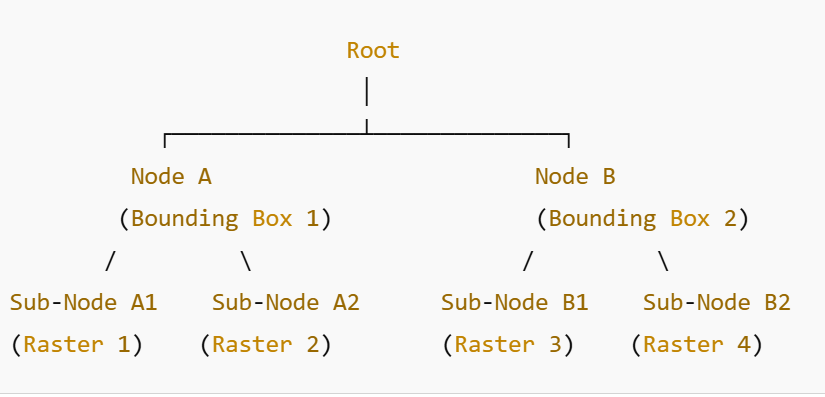 Root
Node A Node B
(Bounding Box 1) (Bounding Box 2)
Sub-Node A1 Sub-Node A2 Sub-Node B1 Sub-Node B2
(Raster 1) (Raster 2) (Raster 3) (Raster 4)